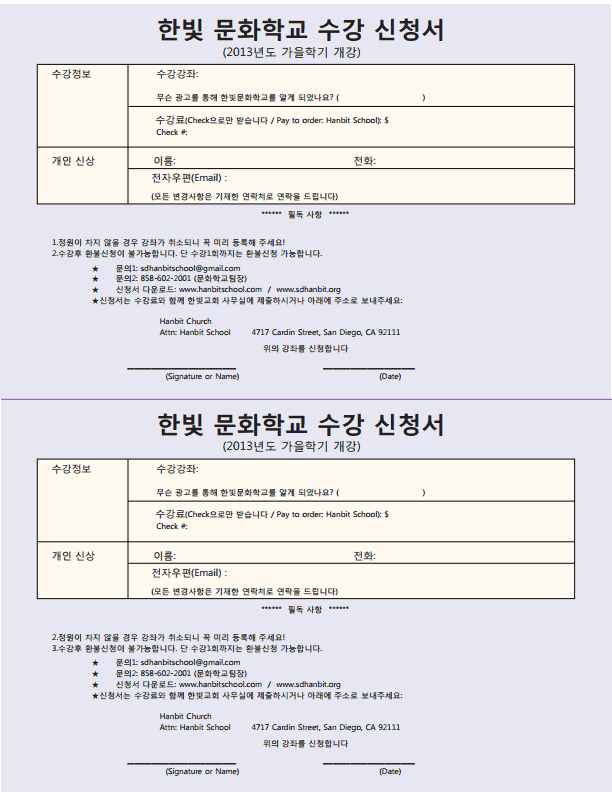 한빛 문화학교 수강 신청서
(2013년도 가을학기 개강)
수강정보
수강강좌:
무슨 광고를 통해 한빛문화학교를 알게 되었나요? ( )
수강료(Check으로만 받습니다 / Pay to order: Hanbit School): $
Check #:
개인 신상
이름: 전화:
전자우편(Email) :
(모든 변경사항은 기재한 연락처로 연락을 드립니다)
****** 필독 사항 ******
1.정원이 차지 않을 경우 강좌가 취소되니 꼭 미리 등록해 주세요!
2.수강후 환불신청이 불가능합니다. 단 수강1회까지는 환불신청 가능합니다.
★ 문의1: sdhanbitschool@gmail.com
★ 문의2: 858-602-2001 (문화학교팀장)
★ 신청서 다운로드: www.hanbitschool.com / www.sdhanbit.org
★신청서는 수강료와 함께 한빛교회 사무실에 제출하시거나 아래에 주소로 보내주세요:
Hanbit Church
Attn: Hanbit School 4717 Cardin Street, San Diego, CA 92111
위의 강좌를 신청합니다
(Signature or Name) (Date)
한빛 문화학교 수강 신청서
(2013년도 가을학기 개강)
수강정보
수강강좌:
무슨 광고를 통해 한빛문화학교를 알게 되었나요? ( )
수강료(Check으로만 받습니다 / Pay to order: Hanbit School): $
Check #:
개인 신상
이름: 전화:
전자우편(Email) :
(모든 변경사항은 기재한 연락처로 연락을 드립니다)
****** 필독 사항 ******
2.정원이 차지 않을 경우 강좌가 취소되니 꼭 미리 등록해 주세요!
3.수강후 환불신청이 불가능합니다. 단 수강1회까지는 환불신청 가능합니다.
★ 문의1: sdhanbitschool@gmail.com
★ 문의2: 858-602-2001 (문화학교팀장)
★ 신청서 다운로드: www.hanbitschool.com / www.sdhanbit.org
★신청서는 수강료와 함께 한빛교회 사무실에 제출하시거나 아래에 주소로 보내주세요:
Hanbit Church
Attn: Hanbit School 4717 Cardin Street, San Diego, CA 92111
위의 강좌를 신청합니다
(Signature or Name) (Date)